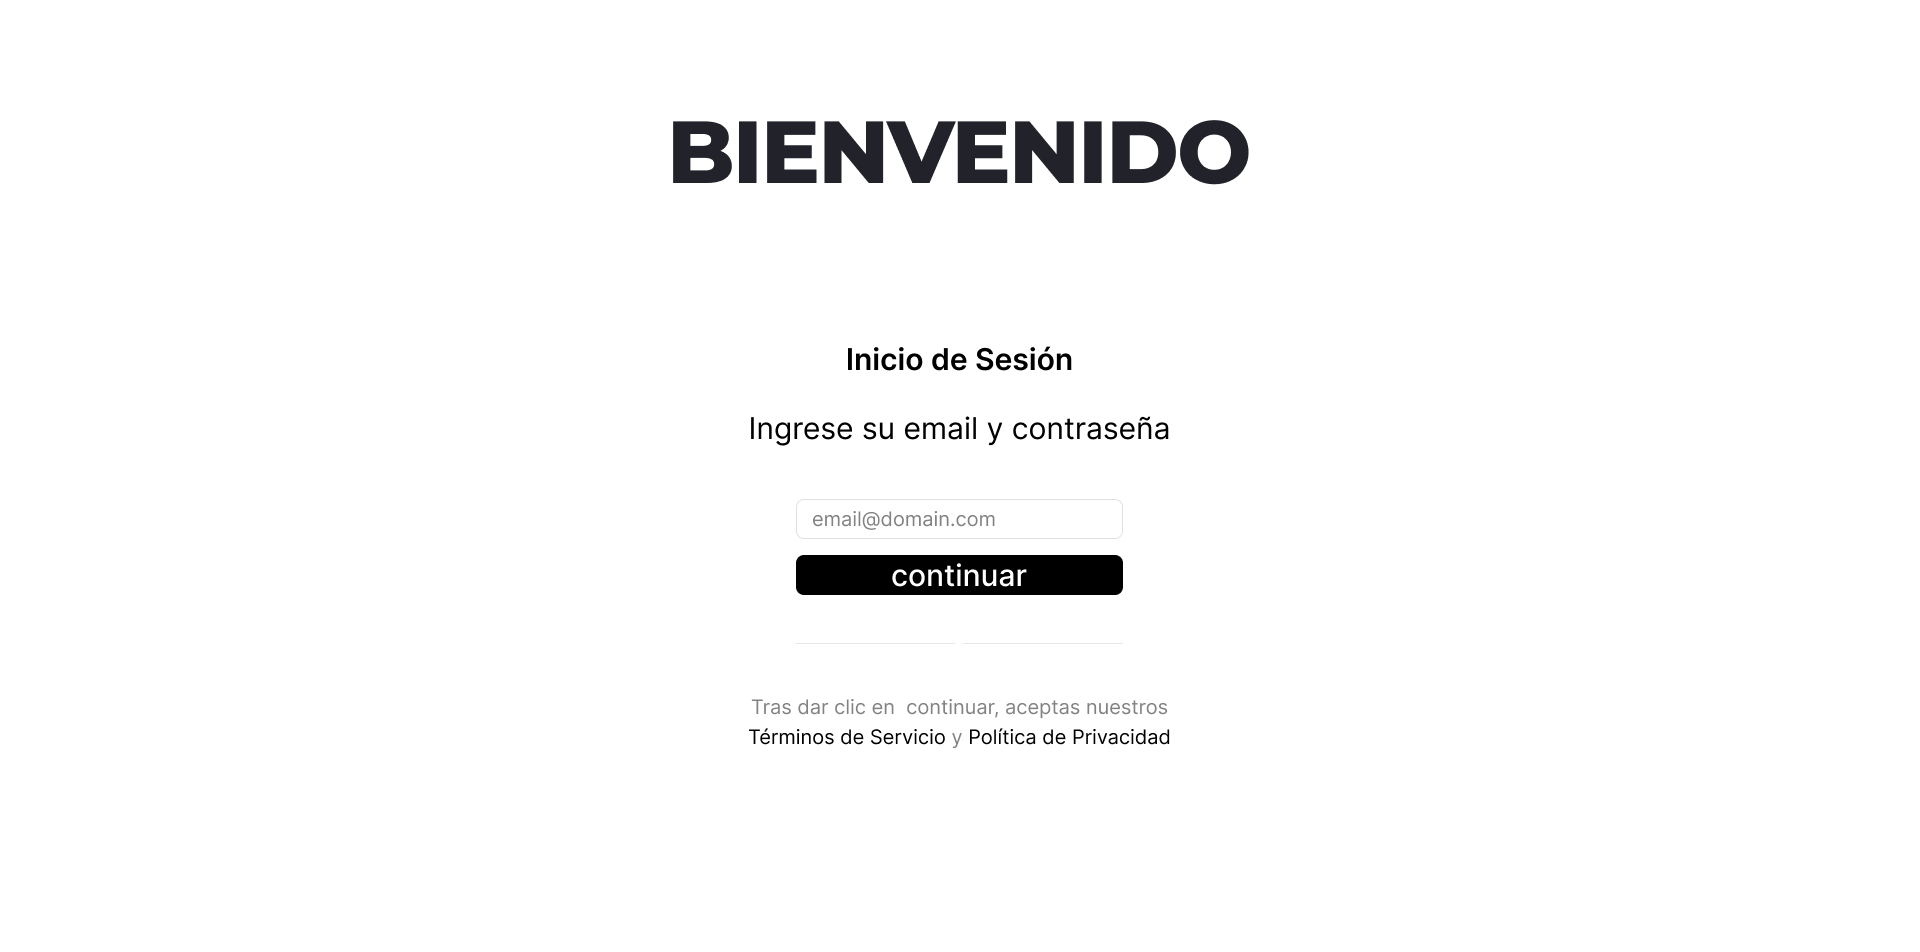 BIENVENIDO
Inicio de Sesión
Ingrese su email y contraseña
email@domain.com
continuar
Tras dar clic en  continuar, aceptas nuestros
Términos de Servicio y Política de Privacidad